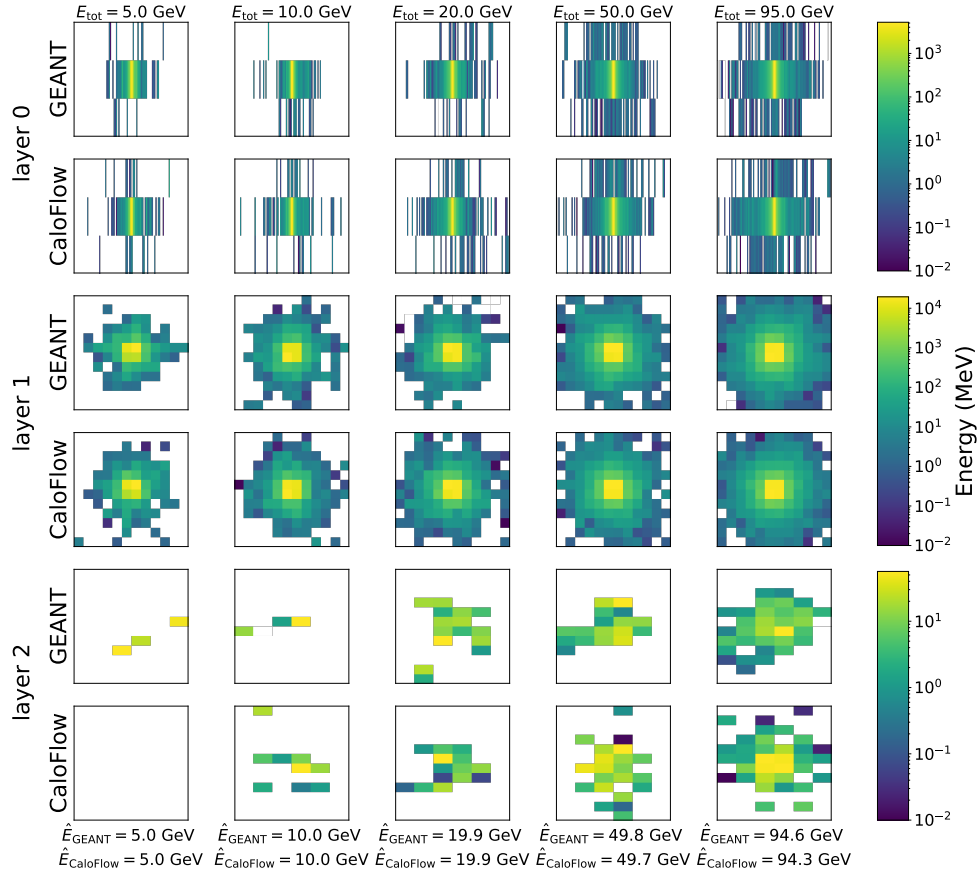 E_tot = 5.0 GeV E_tot = 10.0 GeV E_tot = 20.0 GeV E_tot = 50.0 GeV E_tot = 95.0 GeV
layer 0
GEANT
CaloFlow
10^3
10^2
10^1
10^0
10^−1
10^−2
layer 1
GEANT
CaloFlow
10^4
10^3
10^2
10^1
10^0
10^−1
10^−2
Energy (MeV)
layer 2
GEANT
CaloFlow
10^1
10^0
10^−1
10^−2
Ê_GEANT = 5.0 GeV Ê_GEANT = 10.0 GeV Ê_GEANT = 19.9 GeV Ê_GEANT = 49.8 GeV Ê_GEANT = 94.6 GeV
Ê_CaloFlow = 5.0 GeV Ê_CaloFlow = 10.0 GeV Ê_CaloFlow = 19.9 GeV Ê_CaloFlow = 49.7 GeV Ê_CaloFlow = 94.3 GeV